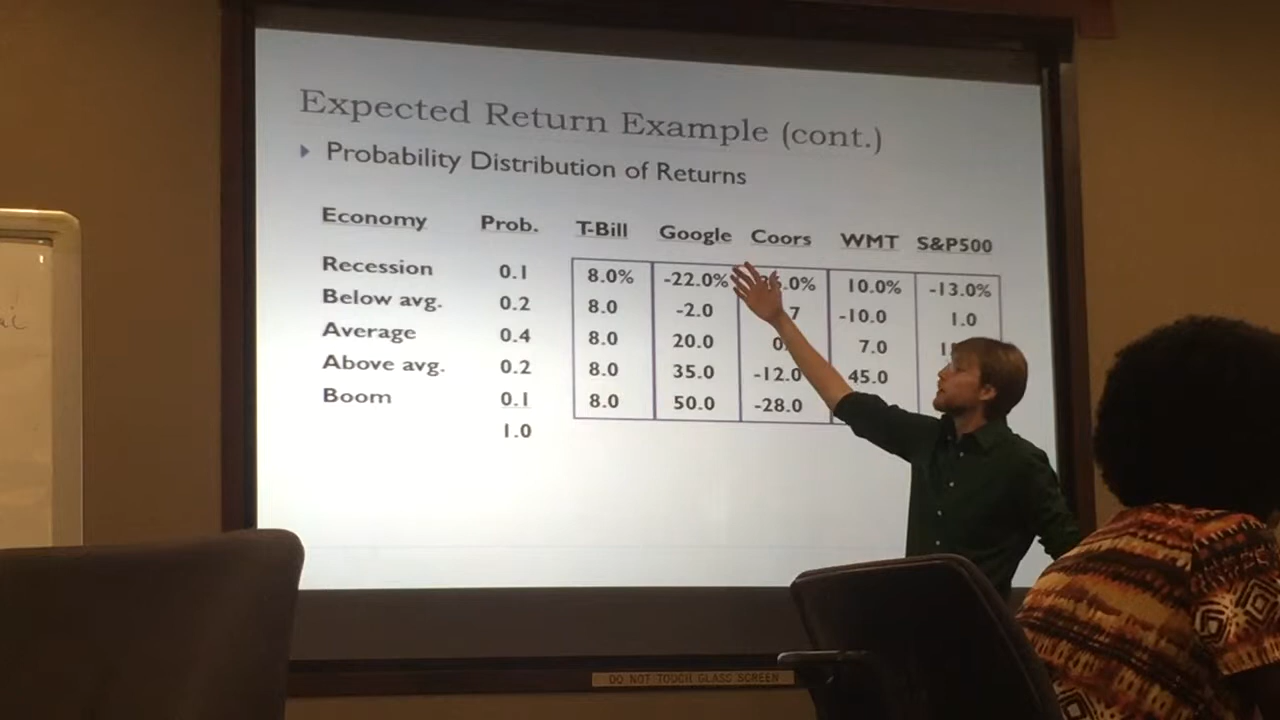 Expected Return Example (cont.)
Probability Distribution of Returns
Economy Prob. T-Bill Google Coors WMT S&P500
Recession 0.1 8.0% -22.0% 10.0% -13.0%
Below avg. 0.2 8.0 -2.0 -10.0 1.0
Average 0.4 8.0 20.0 7.0
Above avg. 0.2 8.0 35.0 -12.0 45.0
Boom 0.1 8.0 50.0 -28.0
1.0
DO NOT TOUCH GLASS SCREEN